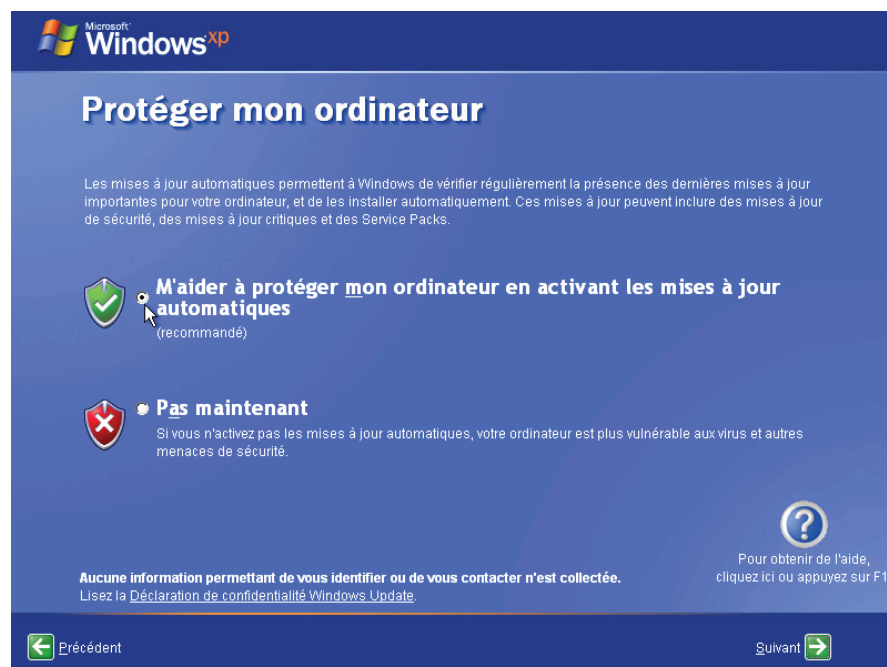 Microsoft
Windows xp
Protéger mon ordinateur
Les mises à jour automatiques permettent à Windows de vérifier régulièrement la présence des dernières mises à jour
importantes pour votre ordinateur, et de les installer automatiquement. Ces mises à jour peuvent inclure des mises à jour
de sécurité, des mises à jour critiques et des Service Packs.
M'aider à protéger mon ordinateur en activant les mises à jour
automatiques
(recommandé)
Pas maintenant
Si vous n'activez pas les mises à jour automatiques, votre ordinateur est plus vulnérable aux virus et autres
menaces de sécurité.
Pour obtenir de l'aide,
cliquez ici ou appuyez sur F1
Aucune information permettant de vous identifier ou de vous contacter n'est collectée.
Lisez la Déclaration de confidentialité Windows Update.
Précédent
Suivant